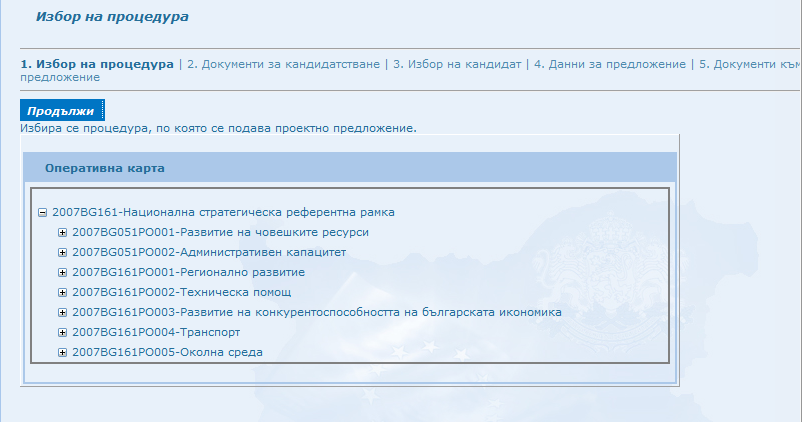 Избор на процедура
1. Избор на процедура | 2. Документи за кандидатстване | 3. Избор на кандидат | 4. Данни за предложение | 5. Документи към
предложение
Продължи
Избира се процедура, по която се подава проектно предложение.
Оперативна карта
2007BG161-Национална стратегическа референтна рамка
2007BG051PO001-Развитие на човешките ресурси
2007BG051PO002-Административен капацитет
2007BG161PO001-Регионално развитие
2007BG161PO002-Техническа помощ
2007BG161PO003-Развитие на конкурентоспособността на българската икономика
2007BG161PO004-Транспорт
2007BG161PO005-Околна среда